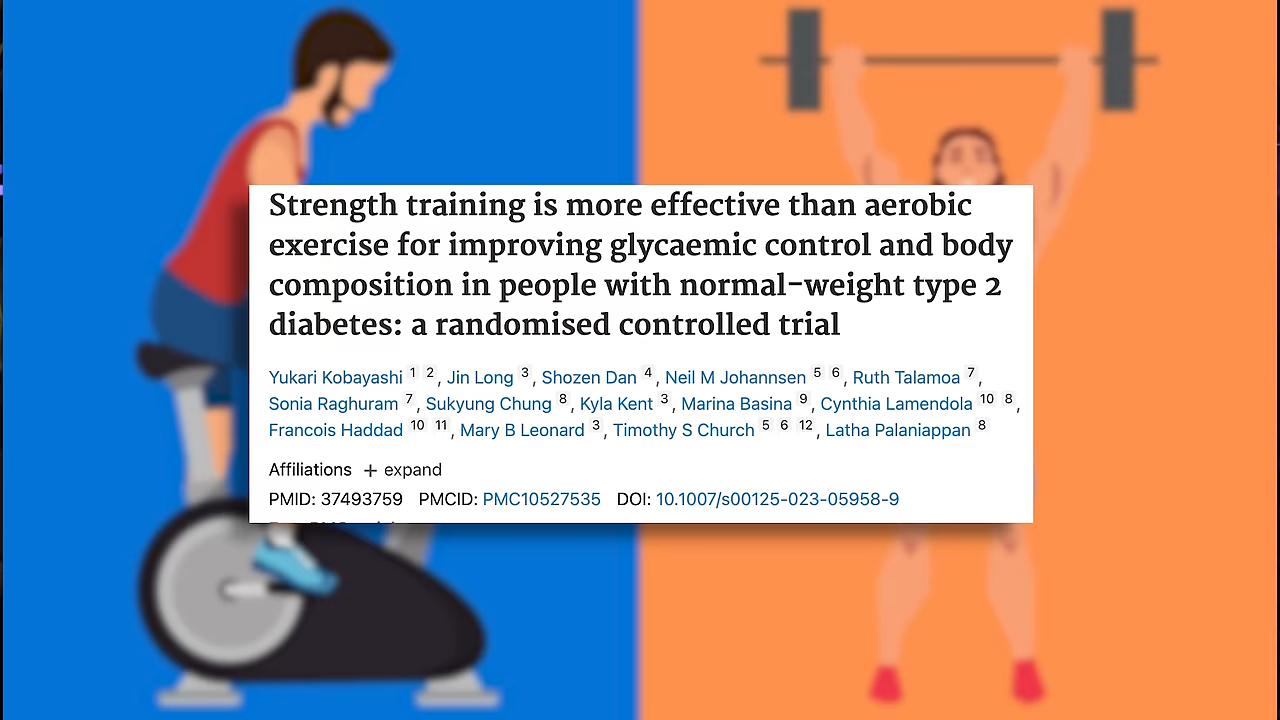 Strength training is more effective than aerobic
exercise for improving glycaemic control and body
composition in people with normal-weight type 2
diabetes: a randomised controlled trial
Yukari Kobayashi 1 2, Jin Long 3, Shozen Dan 4, Neil M Johannsen 5 6, Ruth Talamoa 7,
Sonia Raghuram 7, Sukyung Chung 8, Kyla Kent 3, Marina Basina 9, Cynthia Lamendola 10 8,
Francois Haddad 10 11, Mary B Leonard 3, Timothy S Church 5 6 12, Latha Palaniappan 8
Affiliations + expand
PMID: 37493759 PMCID: PMC10527535 DOI: 10.1007/s00125-023-05958-9